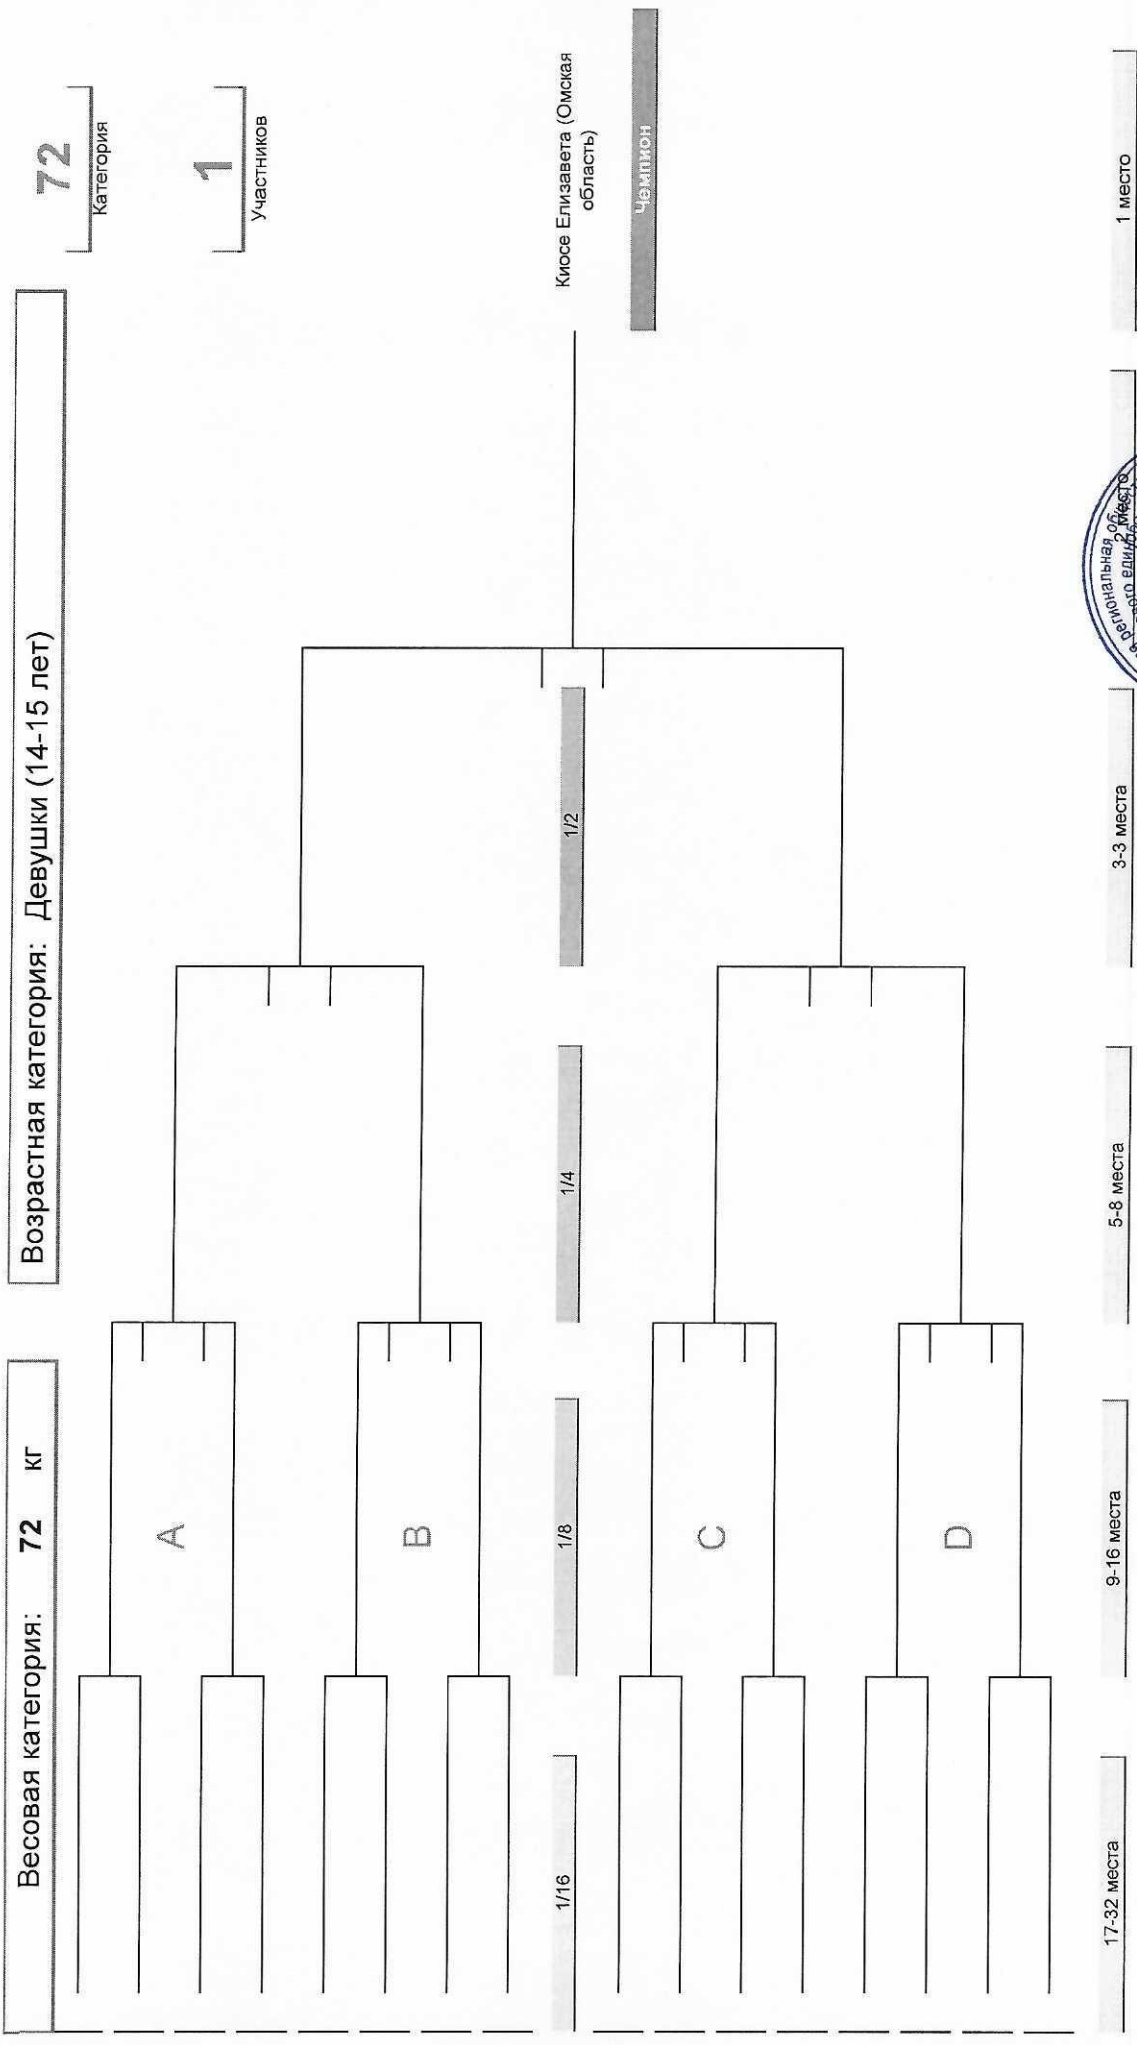 Весовая категория: 72 кг
Возрастная категория: Девушки (14-15 лет)
72
Категория
1
Участников
A
B
Киосе Елизавета (Омская
область)
1/16
1/8
1/4
1/2
Чемпион
C
D
17-32 места
9-16 места
5-8 места
3-3 места
2 место
1 место
Региональная